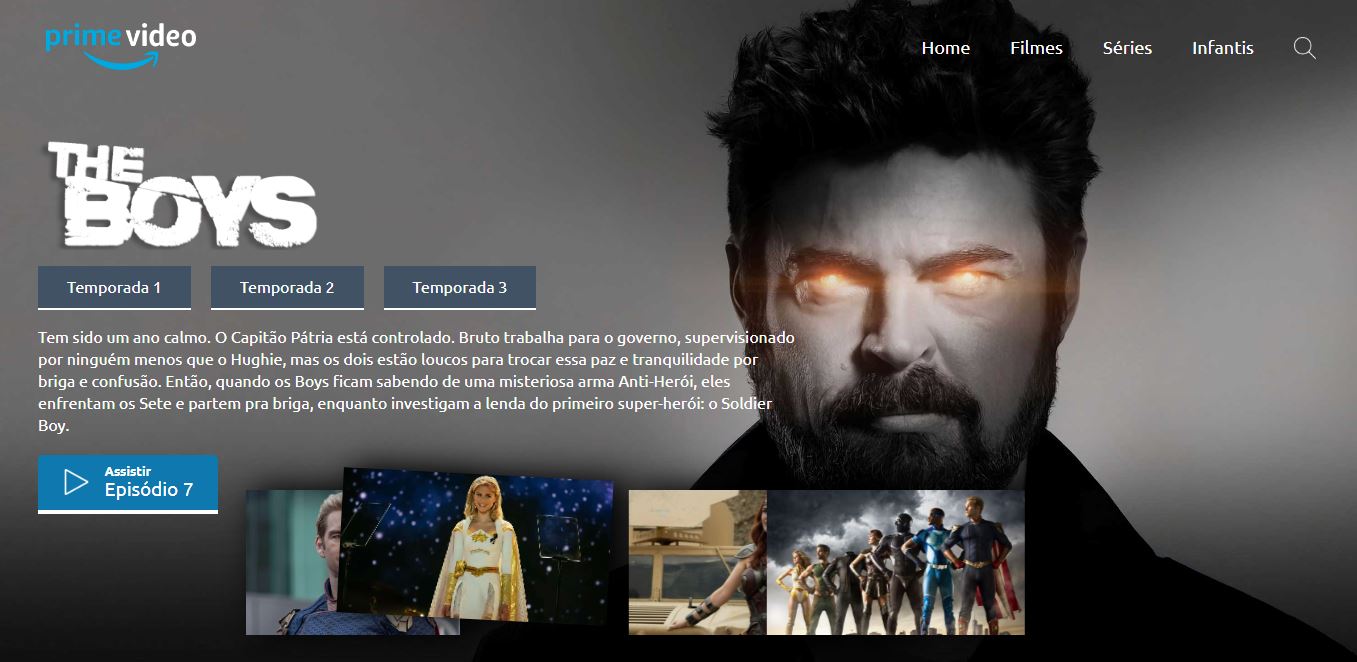 prime video
Home Filmes Séries Infantis
THE
BOYS
Temporada 1 Temporada 2 Temporada 3
Tem sido um ano calmo. O Capitão Pátria está controlado. Bruto trabalha para o governo, supervisionado
por ninguém menos que o Hughie, mas os dois estão loucos para trocar essa paz e tranquilidade por
briga e confusão. Então, quando os Boys ficam sabendo de uma misteriosa arma Anti-Herói, eles
enfrentam os Sete e partem pra briga, enquanto investigam a lenda do primeiro super-herói: o Soldier
Boy.
Assistir
Episódio 7